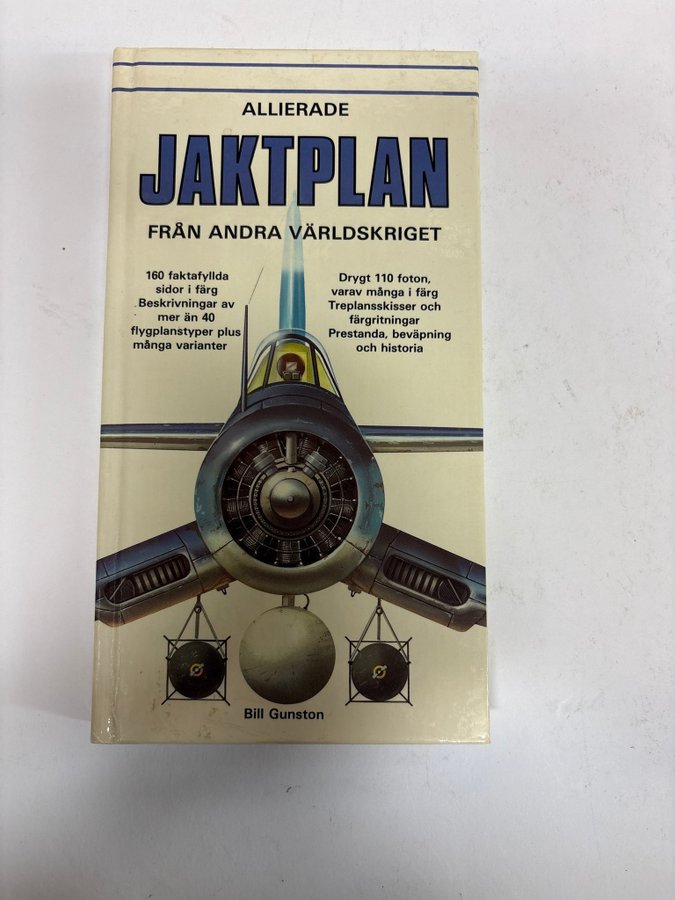 ALLIERADE
JAKTPLAN
FRÅN ANDRA VÄRLDSKRIGET
160 faktafyllda
sidor i färg
Beskrivningar av
mer än 40
flygplanstyper plus
många varianter
Drygt 110 foton,
varav många i färg
Treplansskisser och
färgritningar
Prestanda, beväpning
och historia
Bill Gunston